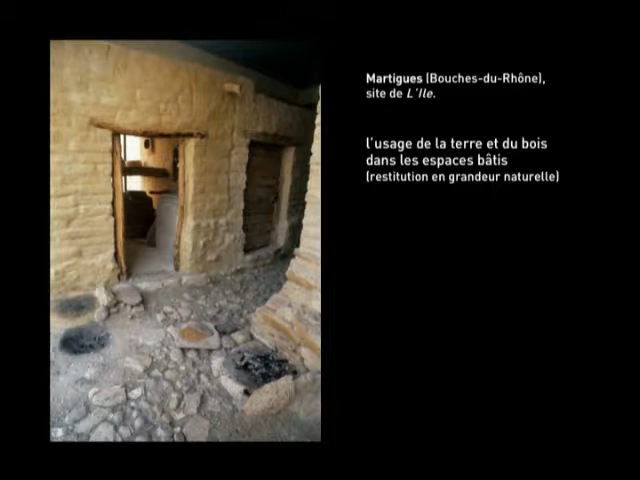 Martigues (Bouches-du-Rhône),
site de L'Ile.
l'usage de la terre et du bois
dans les espaces bâtis
(restitution en grandeur naturelle)